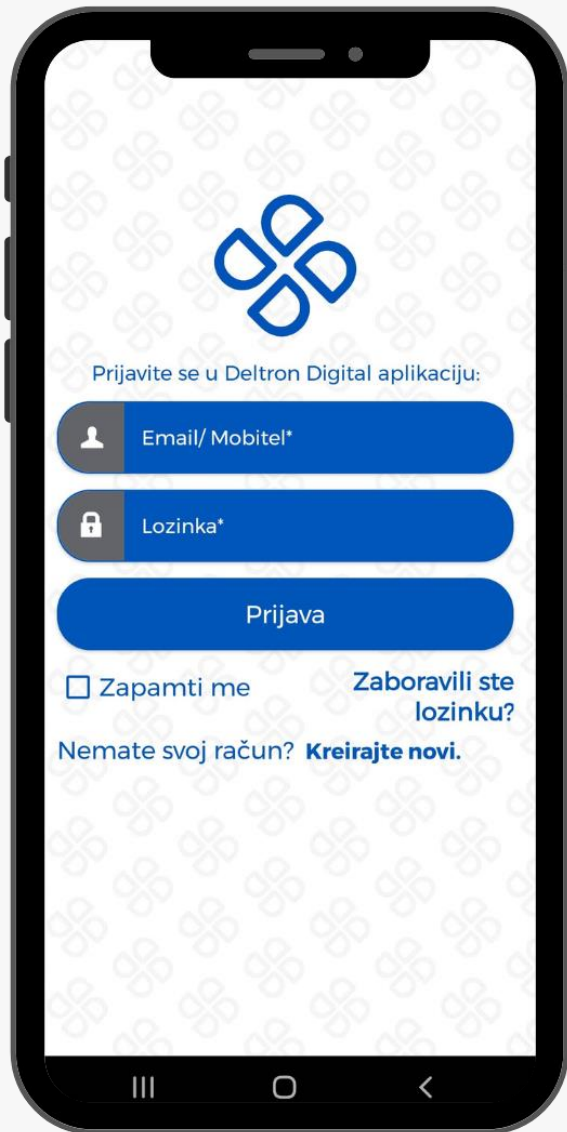 Prijavite se u Deltron Digital aplikaciju:
Email/ Mobitel*
Lozinka*
Prijava
Zapamti me
Zaboravili ste
lozinku?
Nemate svoj račun? Kreirajte novi.